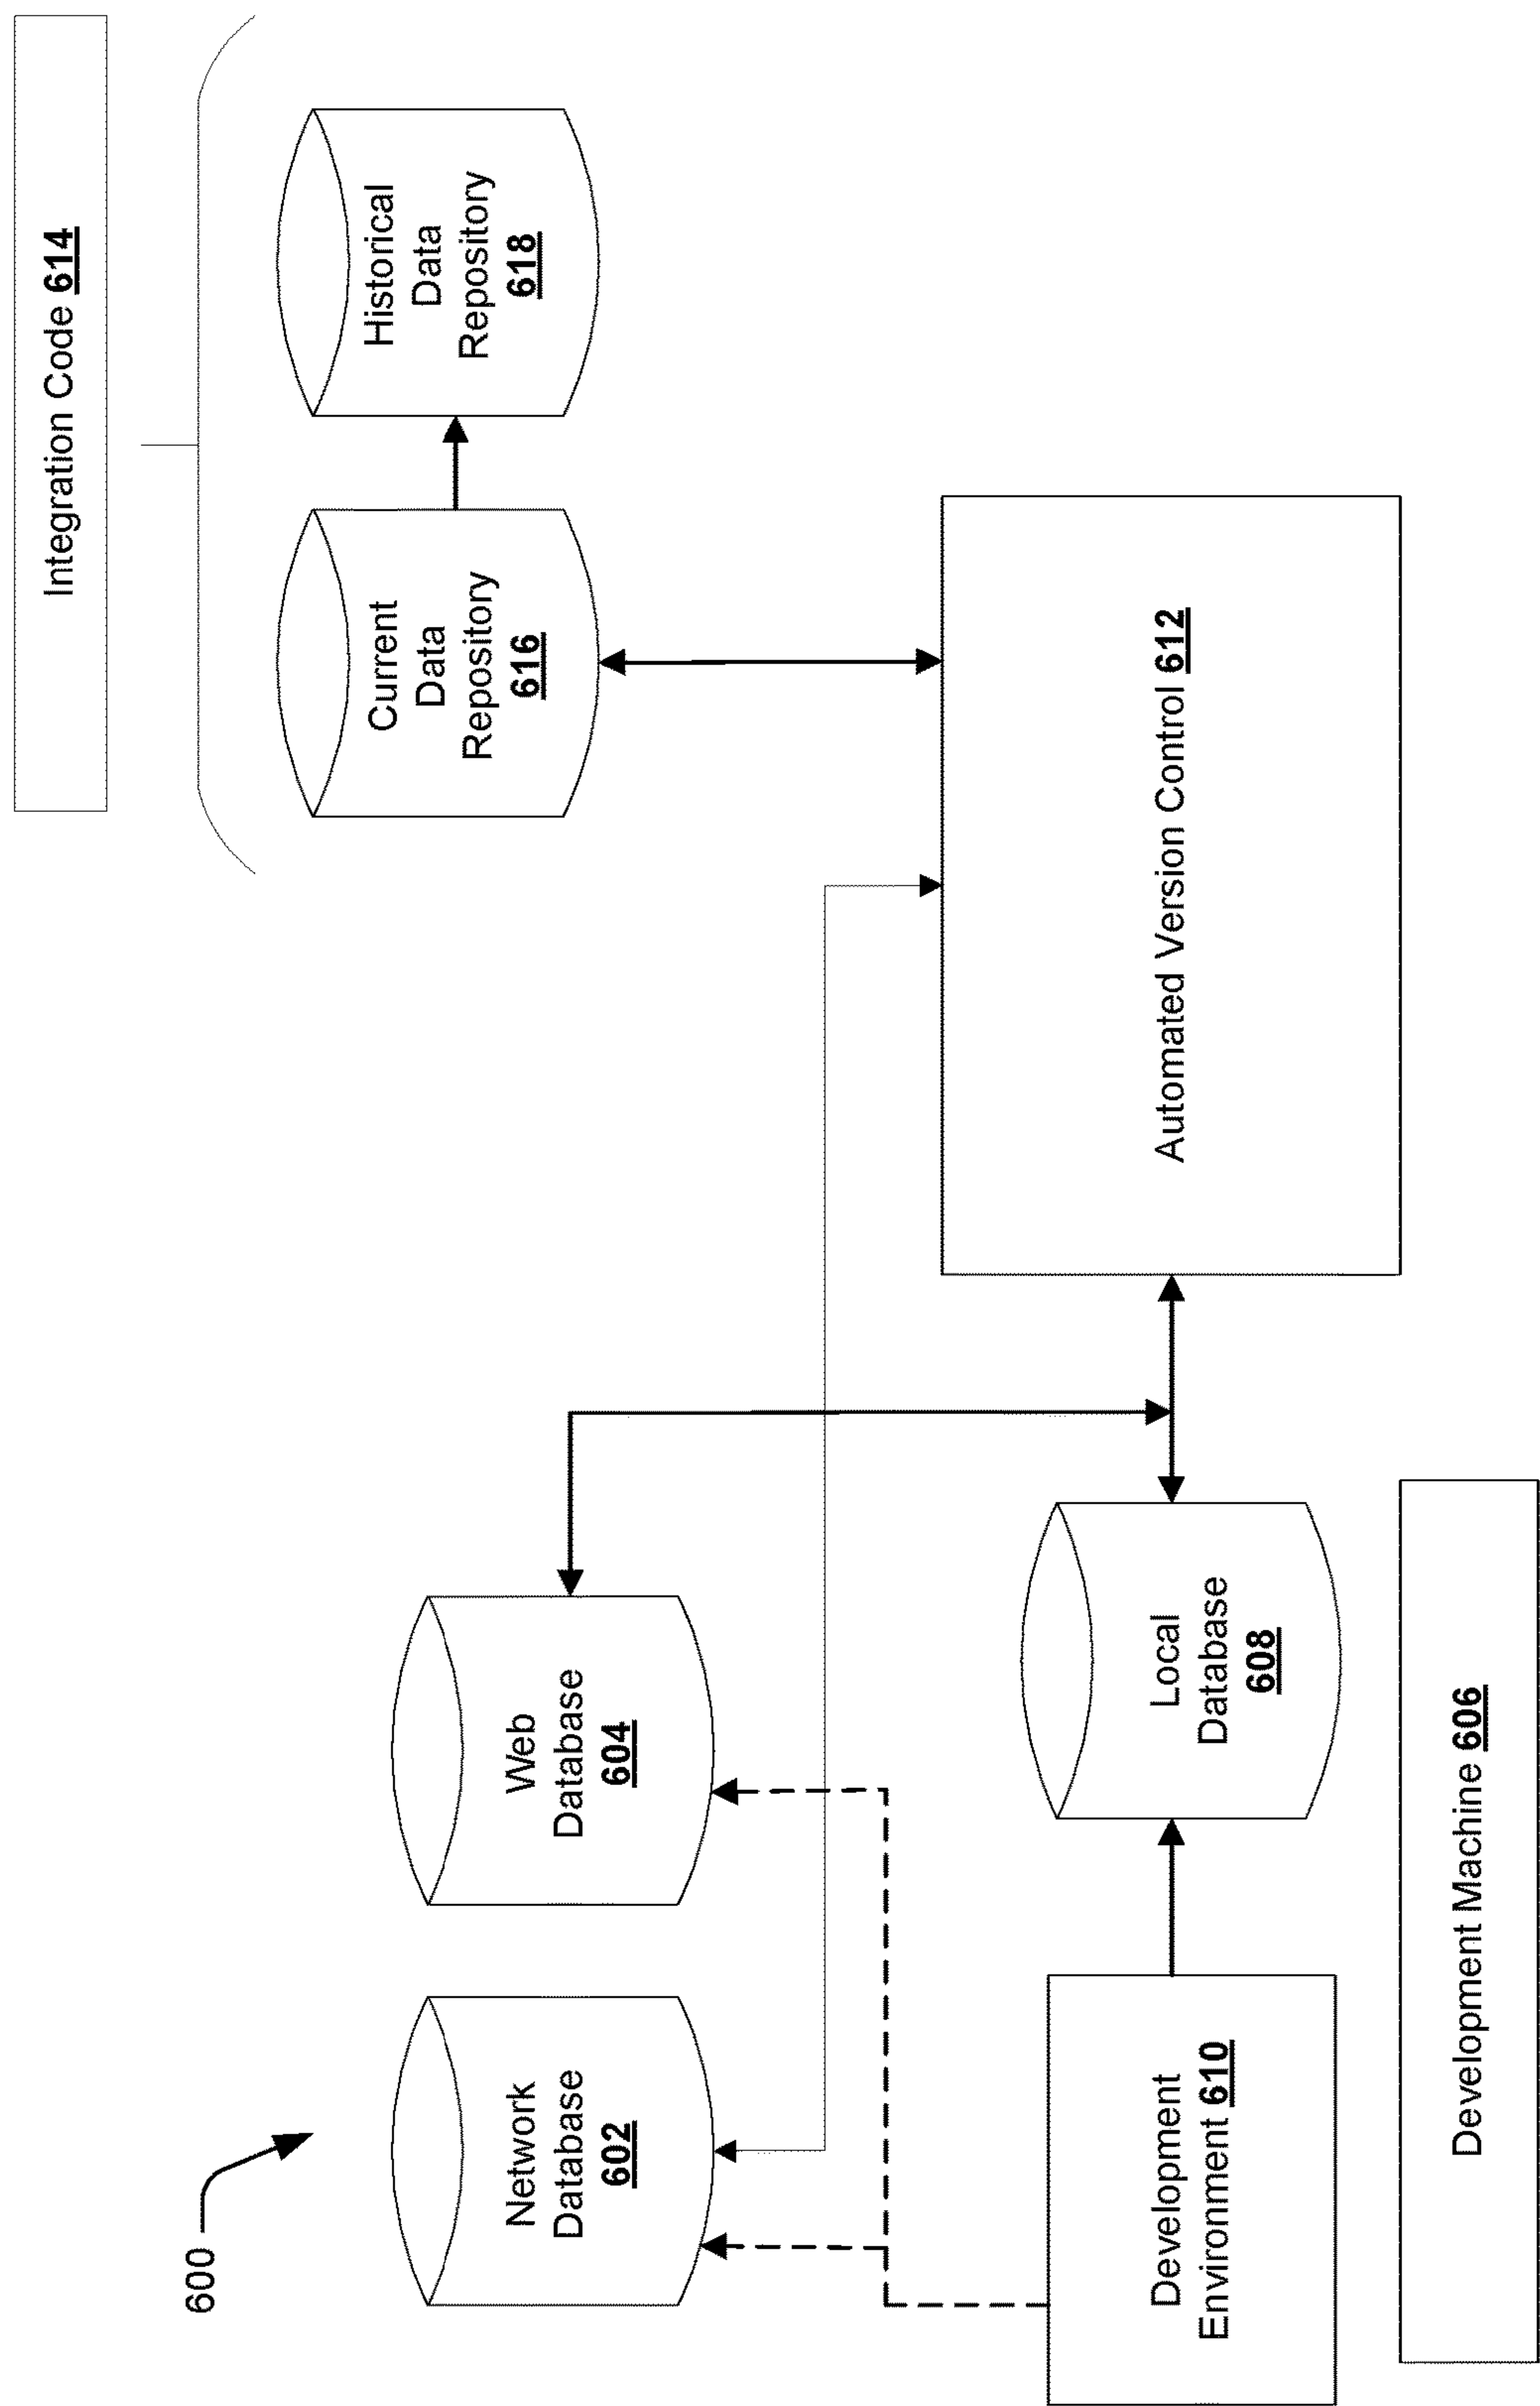 600
Network
Database
602
Web
Database
604
Integration Code 614
Current
Data
Repository
616
Historical
Data
Repository
618
Development
Environment 610
Local
Database
608
Automated Version Control 612
Development Machine 606